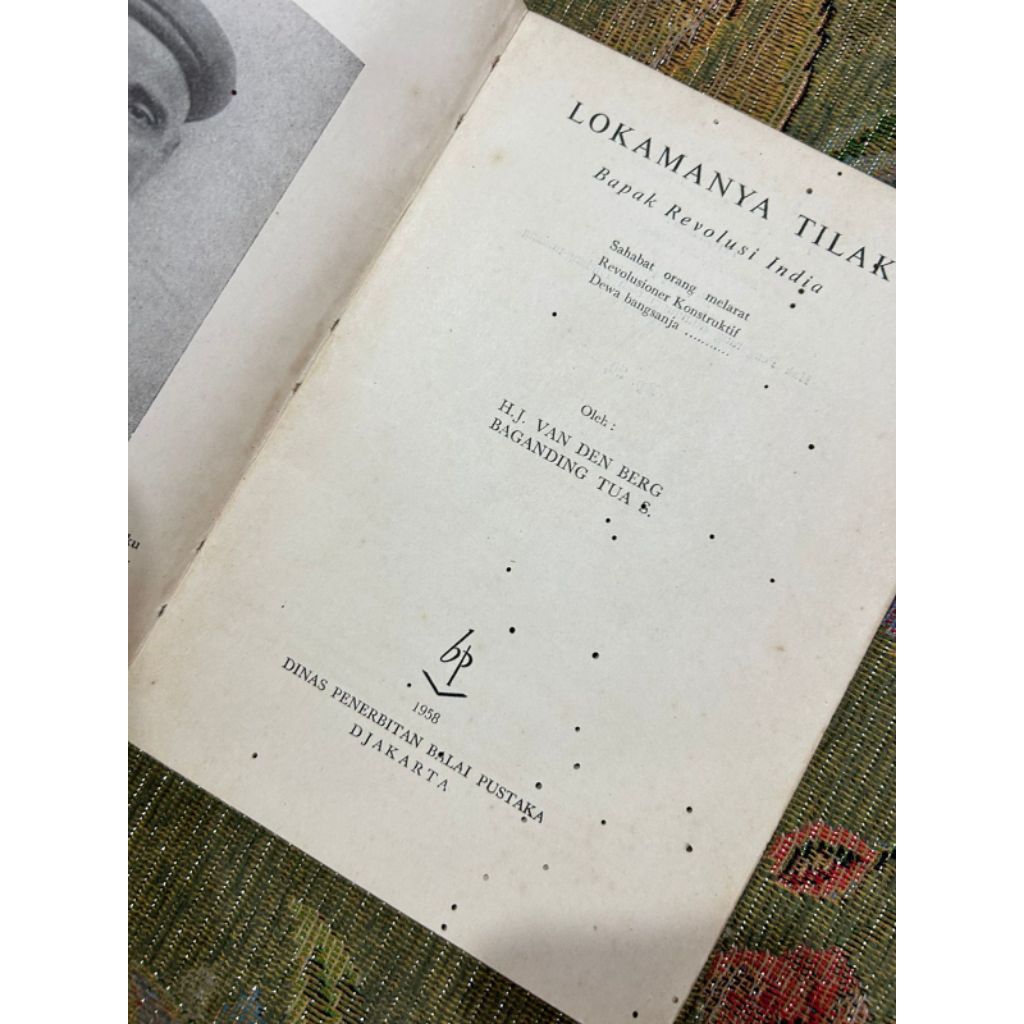 LOKAMANYA TILAK
Bapak Revolusi India
Sahabat orang melarat
Revolusioner Konstruktif
Dewa bangsanja ...........
Oleh :
H.J. VAN DEN BERG
BAGANDING TUA S.
bp
1958
DINAS PENERBITAN BALAI PUSTAKA
DJAKARTA